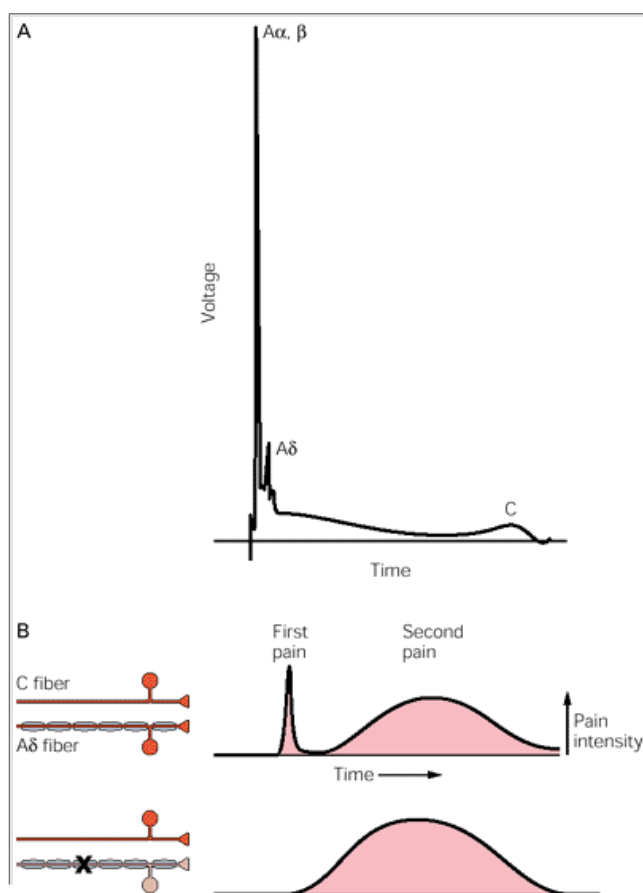 A
Aα, β
Voltage
Aδ
C
Time
B
First
pain
Second
pain
C fiber
Aδ fiber
Pain
intensity
Time
X